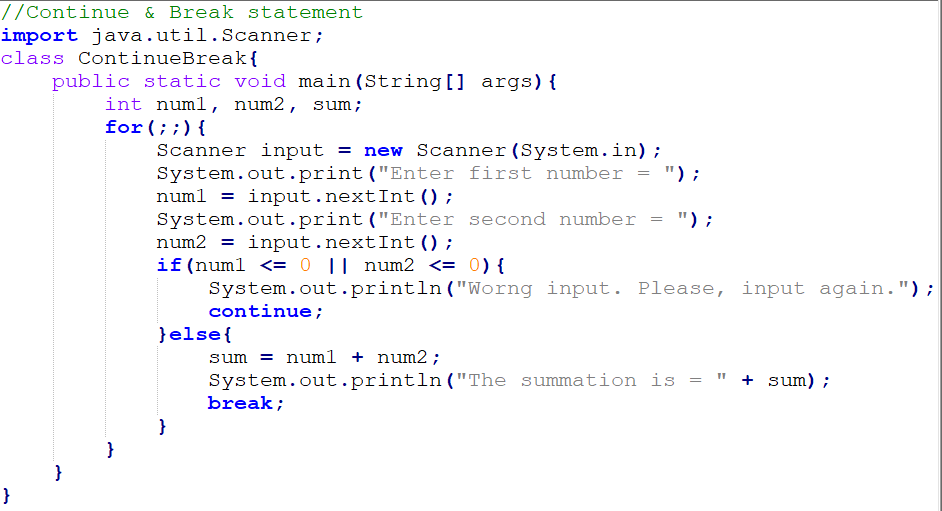 //Continue & Break statement
import java.util.Scanner;
class ContinueBreak{
    public static void main(String[] args){
        int num1, num2, sum;
        for(;;){
            Scanner input = new Scanner(System.in);
            System.out.print("Enter first number = ");
            num1 = input.nextInt();
            System.out.print("Enter second number = ");
            num2 = input.nextInt();
            if(num1 <= 0 || num2 <= 0){
                System.out.println("Worng input. Please, input again.");
                continue;
            }else{
                sum = num1 + num2;
                System.out.println("The summation is = " + sum);
                break;
            }
        }
    }
}